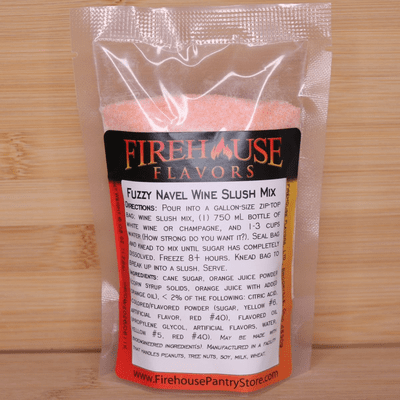 FIREHOUSE
FLAVORS
FUZZY NAVEL WINE SLUSH MIX
DIRECTIONS: POUR INTO A GALLON-SIZE ZIP-TOP
BAG: WINE SLUSH MIX, (1) 750 ML BOTTLE OF
WHITE WINE OR CHAMPAGNE, AND 1-3 CUPS
WATER (HOW STRONG DO YOU WANT IT?). SEAL BAG
AND KNEAD TO MIX UNTIL SUGAR HAS COMPLETELY
DISSOLVED. FREEZE 8+ HOURS. KNEAD BAG TO
BREAK UP INTO A SLUSH. SERVE.
INGREDIENTS: CANE SUGAR, ORANGE JUICE POWDER
(CORN SYRUP SOLIDS, ORANGE JUICE WITH ADDED
ORANGE OIL), < 2% OF THE FOLLOWING: CITRIC ACID,
COLORED/FLAVORED POWDER (SUGAR, YELLOW #6,
ARTIFICIAL FLAVOR, RED #40), FLAVORED OIL
(PROPYLENE GLYCOL, ARTIFICIAL FLAVORS, WATER,
YELLOW #5, RED #40). MAY BE MADE WITH
BIOENGINEERED INGREDIENT(S). MANUFACTURED IN A FACILITY
THAT HANDLES PEANUTS, TREE NUTS, SOY, MILK, WHEAT.
www.FirehousePantryStore.com